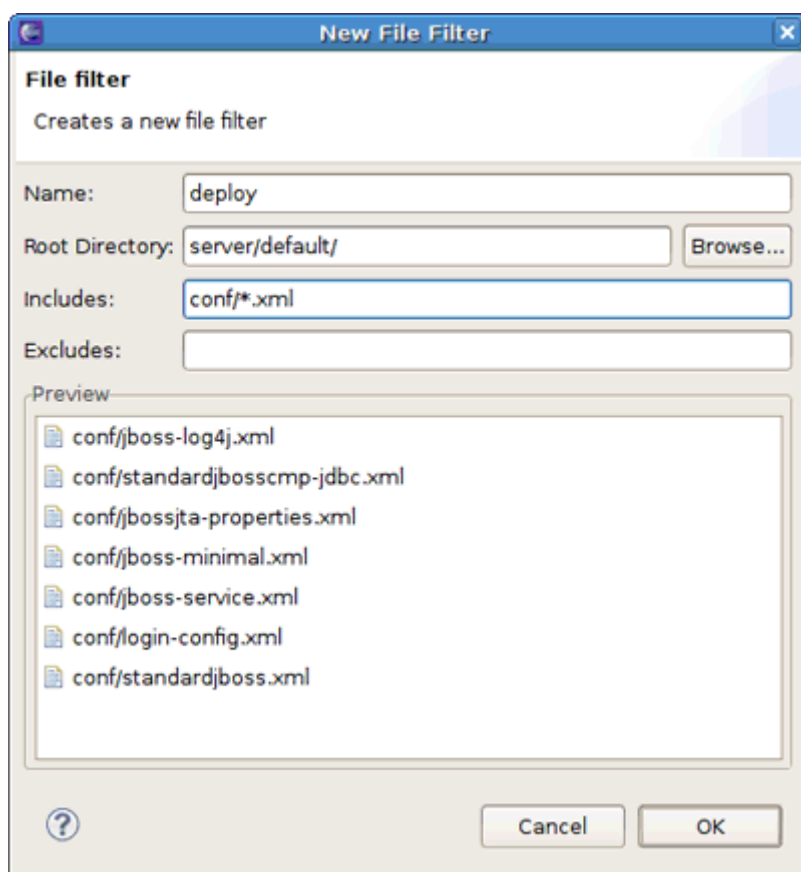 New File Filter
File filter
Creates a new file filter
Name: deploy
Root Directory: server/default/ Browse...
Includes: conf/*.xml
Excludes:
Preview
conf/jboss-log4j.xml
conf/standardjbosscmp-jdbc.xml
conf/jbossjta-properties.xml
conf/jboss-minimal.xml
conf/jboss-service.xml
conf/login-config.xml
conf/standardjboss.xml
? Cancel OK